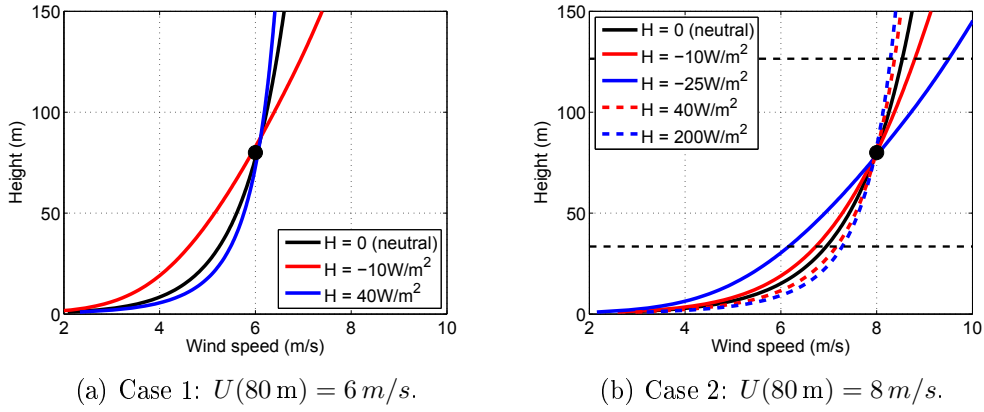 150
100
50
0
Height (m)
2
4
6
8
10
Wind speed (m/s)
H = 0 (neutral)
H = −10W/m²
H = 40W/m²
(a) Case 1: U(80 m) = 6 m/s.
150
100
50
0
Height (m)
2
4
6
8
10
Wind speed (m/s)
H = 0 (neutral)
H = −10W/m²
H = −25W/m²
H = 40W/m²
H = 200W/m²
(b) Case 2: U(80 m) = 8 m/s.